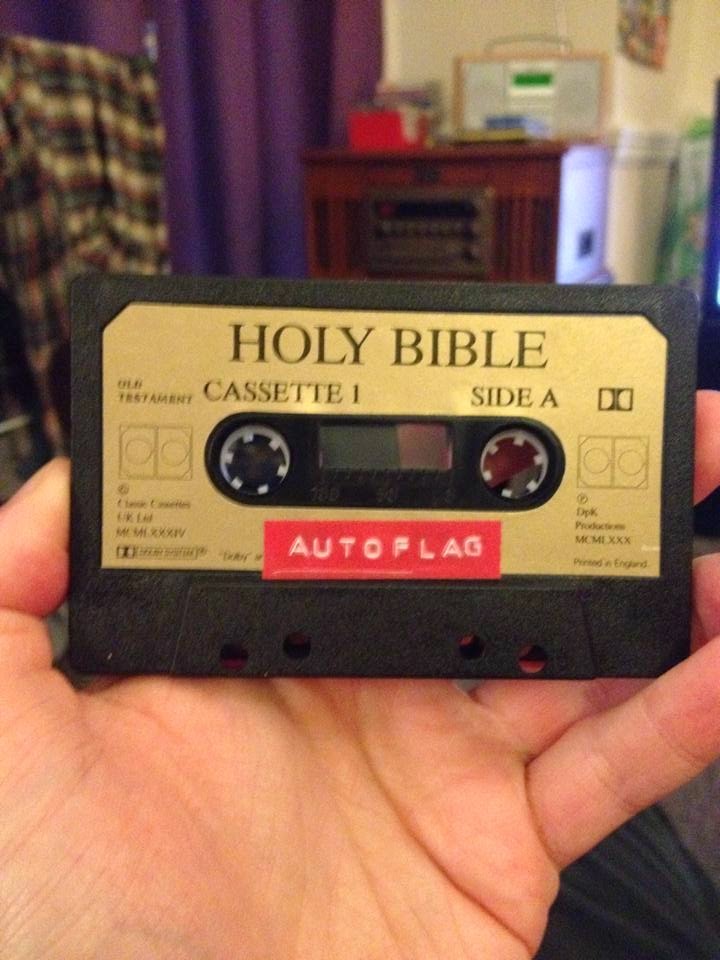 HOLY BIBLE
OLD
TESTAMENT
CASSETTE 1
SIDE A
©
Classic Cassettes
UK Ltd
MCMLXXXIV
℗
DpK
Productions
MCMLXXX
"Dolby"
AUTOFLAG
Printed in England.